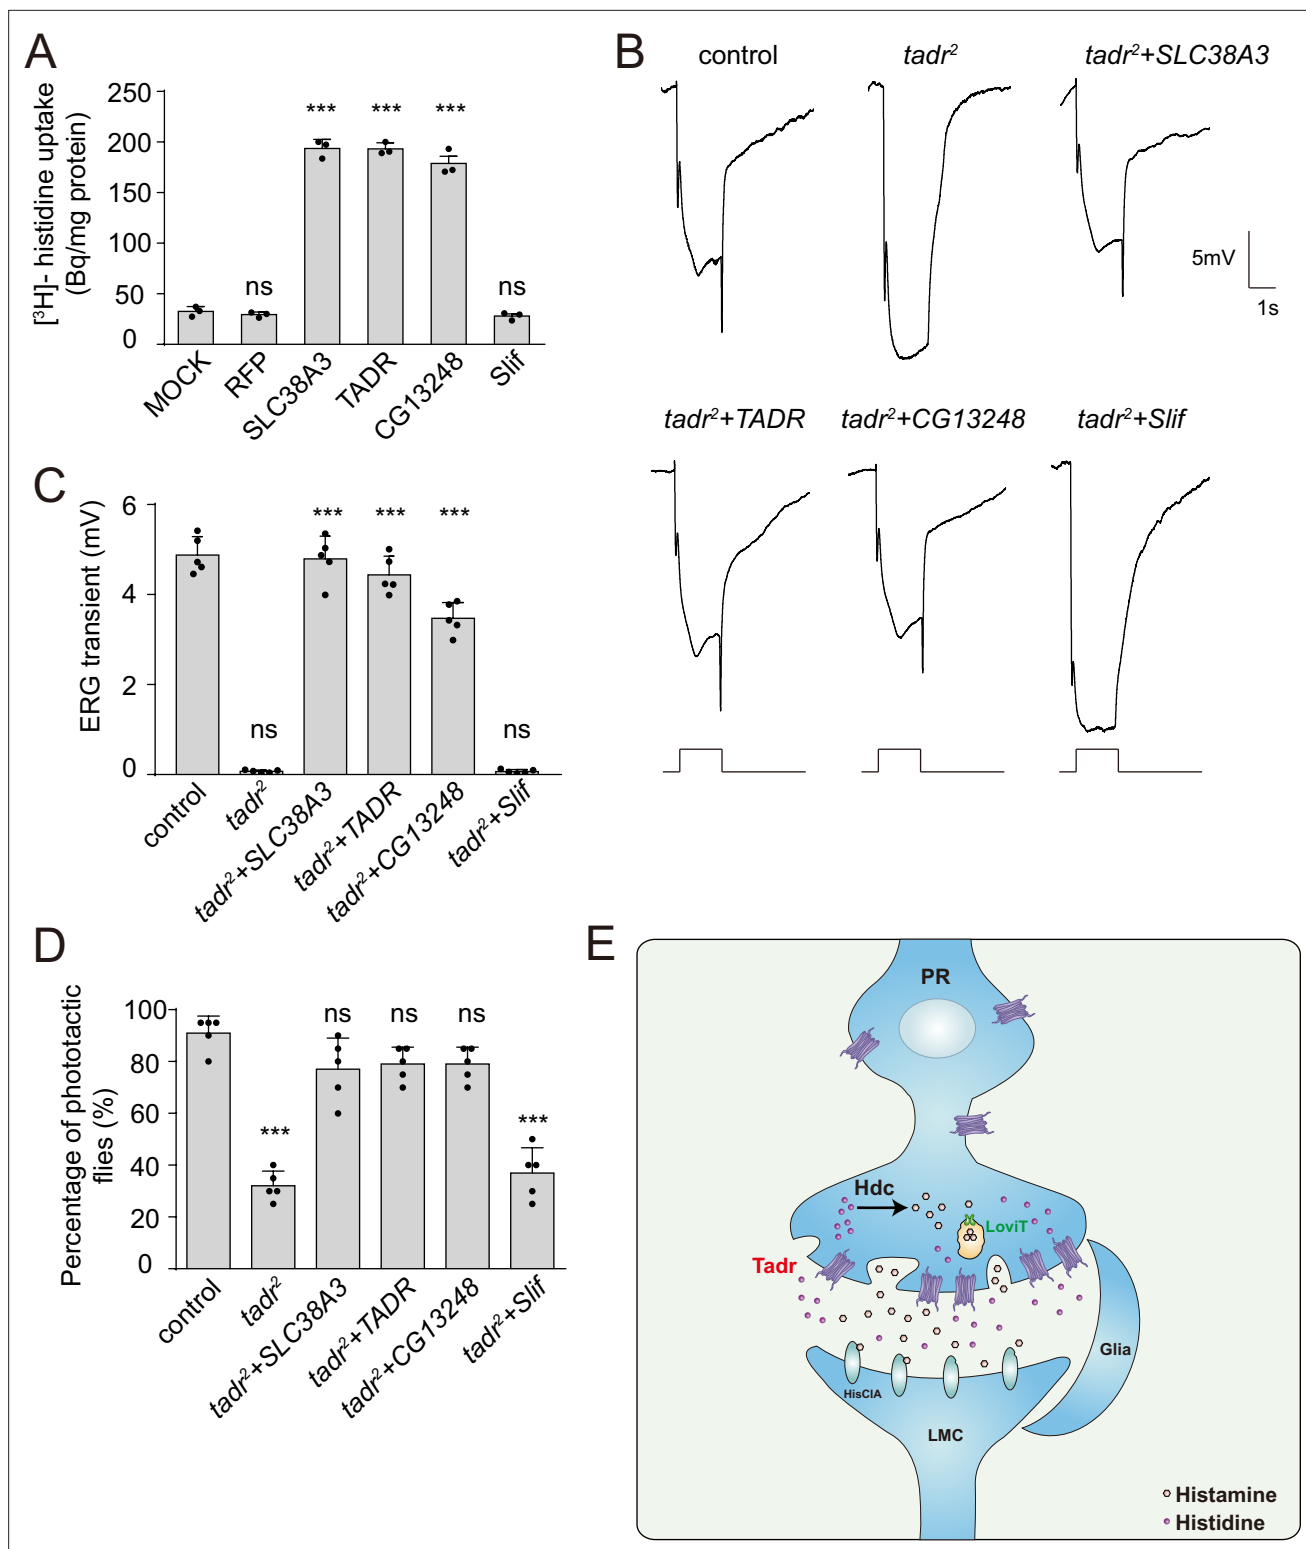 A
[³H]- histidine uptake
(Bq/mg protein)
250
200
150
100
50
0
***
***
***
ns
ns
MOCK
RFP
SLC38A3
TADR
CG13248
Slif
B
control
tadr²
tadr²+SLC38A3
5mV
1s
tadr²+TADR
tadr²+CG13248
tadr²+Slif
C
ERG transient (mV)
6
4
2
0
ns
***
***
***
ns
control
tadr²
tadr²+SLC38A3
tadr²+TADR
tadr²+CG13248
tadr²+Slif
D
Percentage of phototactic
flies (%)
100
80
60
40
20
0
***
ns
ns
ns
***
control
tadr²
tadr²+SLC38A3
tadr²+TADR
tadr²+CG13248
tadr²+Slif
E
PR
Hdc
LoviT
Tadr
Glia
HisClA
LMC
Histamine
Histidine